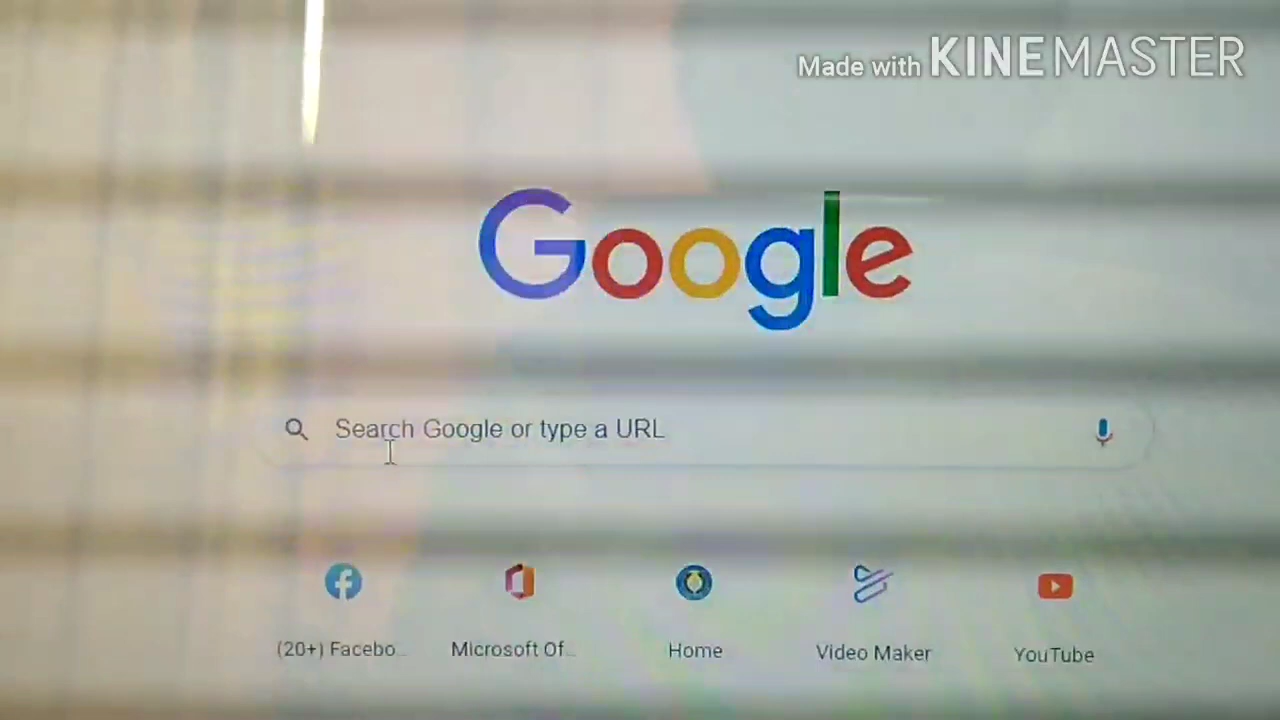 Made with KINEMASTER
Google
Search Google or type a URL
(20+) Facebo...
Microsoft Of...
Home
Video Maker
YouTube